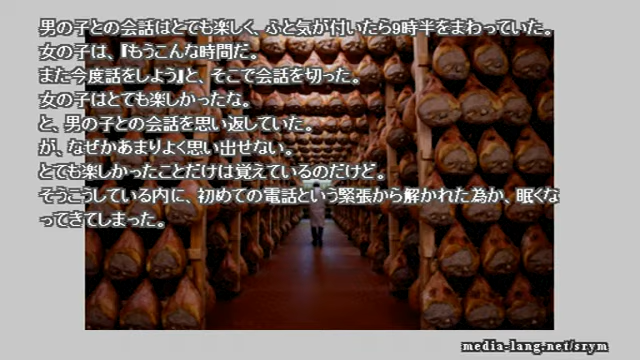 男の子との会話はとても楽しく、ふと気が付いたら9時半をまわっていた。
女の子は、『もうこんな時間だ。
また今度話をしよう』と、そこで会話を切った。
女の子はとても楽しかったな。
と、男の子との会話を思い返していた。
が、なぜかあまりよく思い出せない。
とても楽しかったことだけは覚えているのだけど。
そうこうしている内に、初めての電話という緊張から解かれた為か、眠くな
ってきてしまった。
media-lang-net/srym